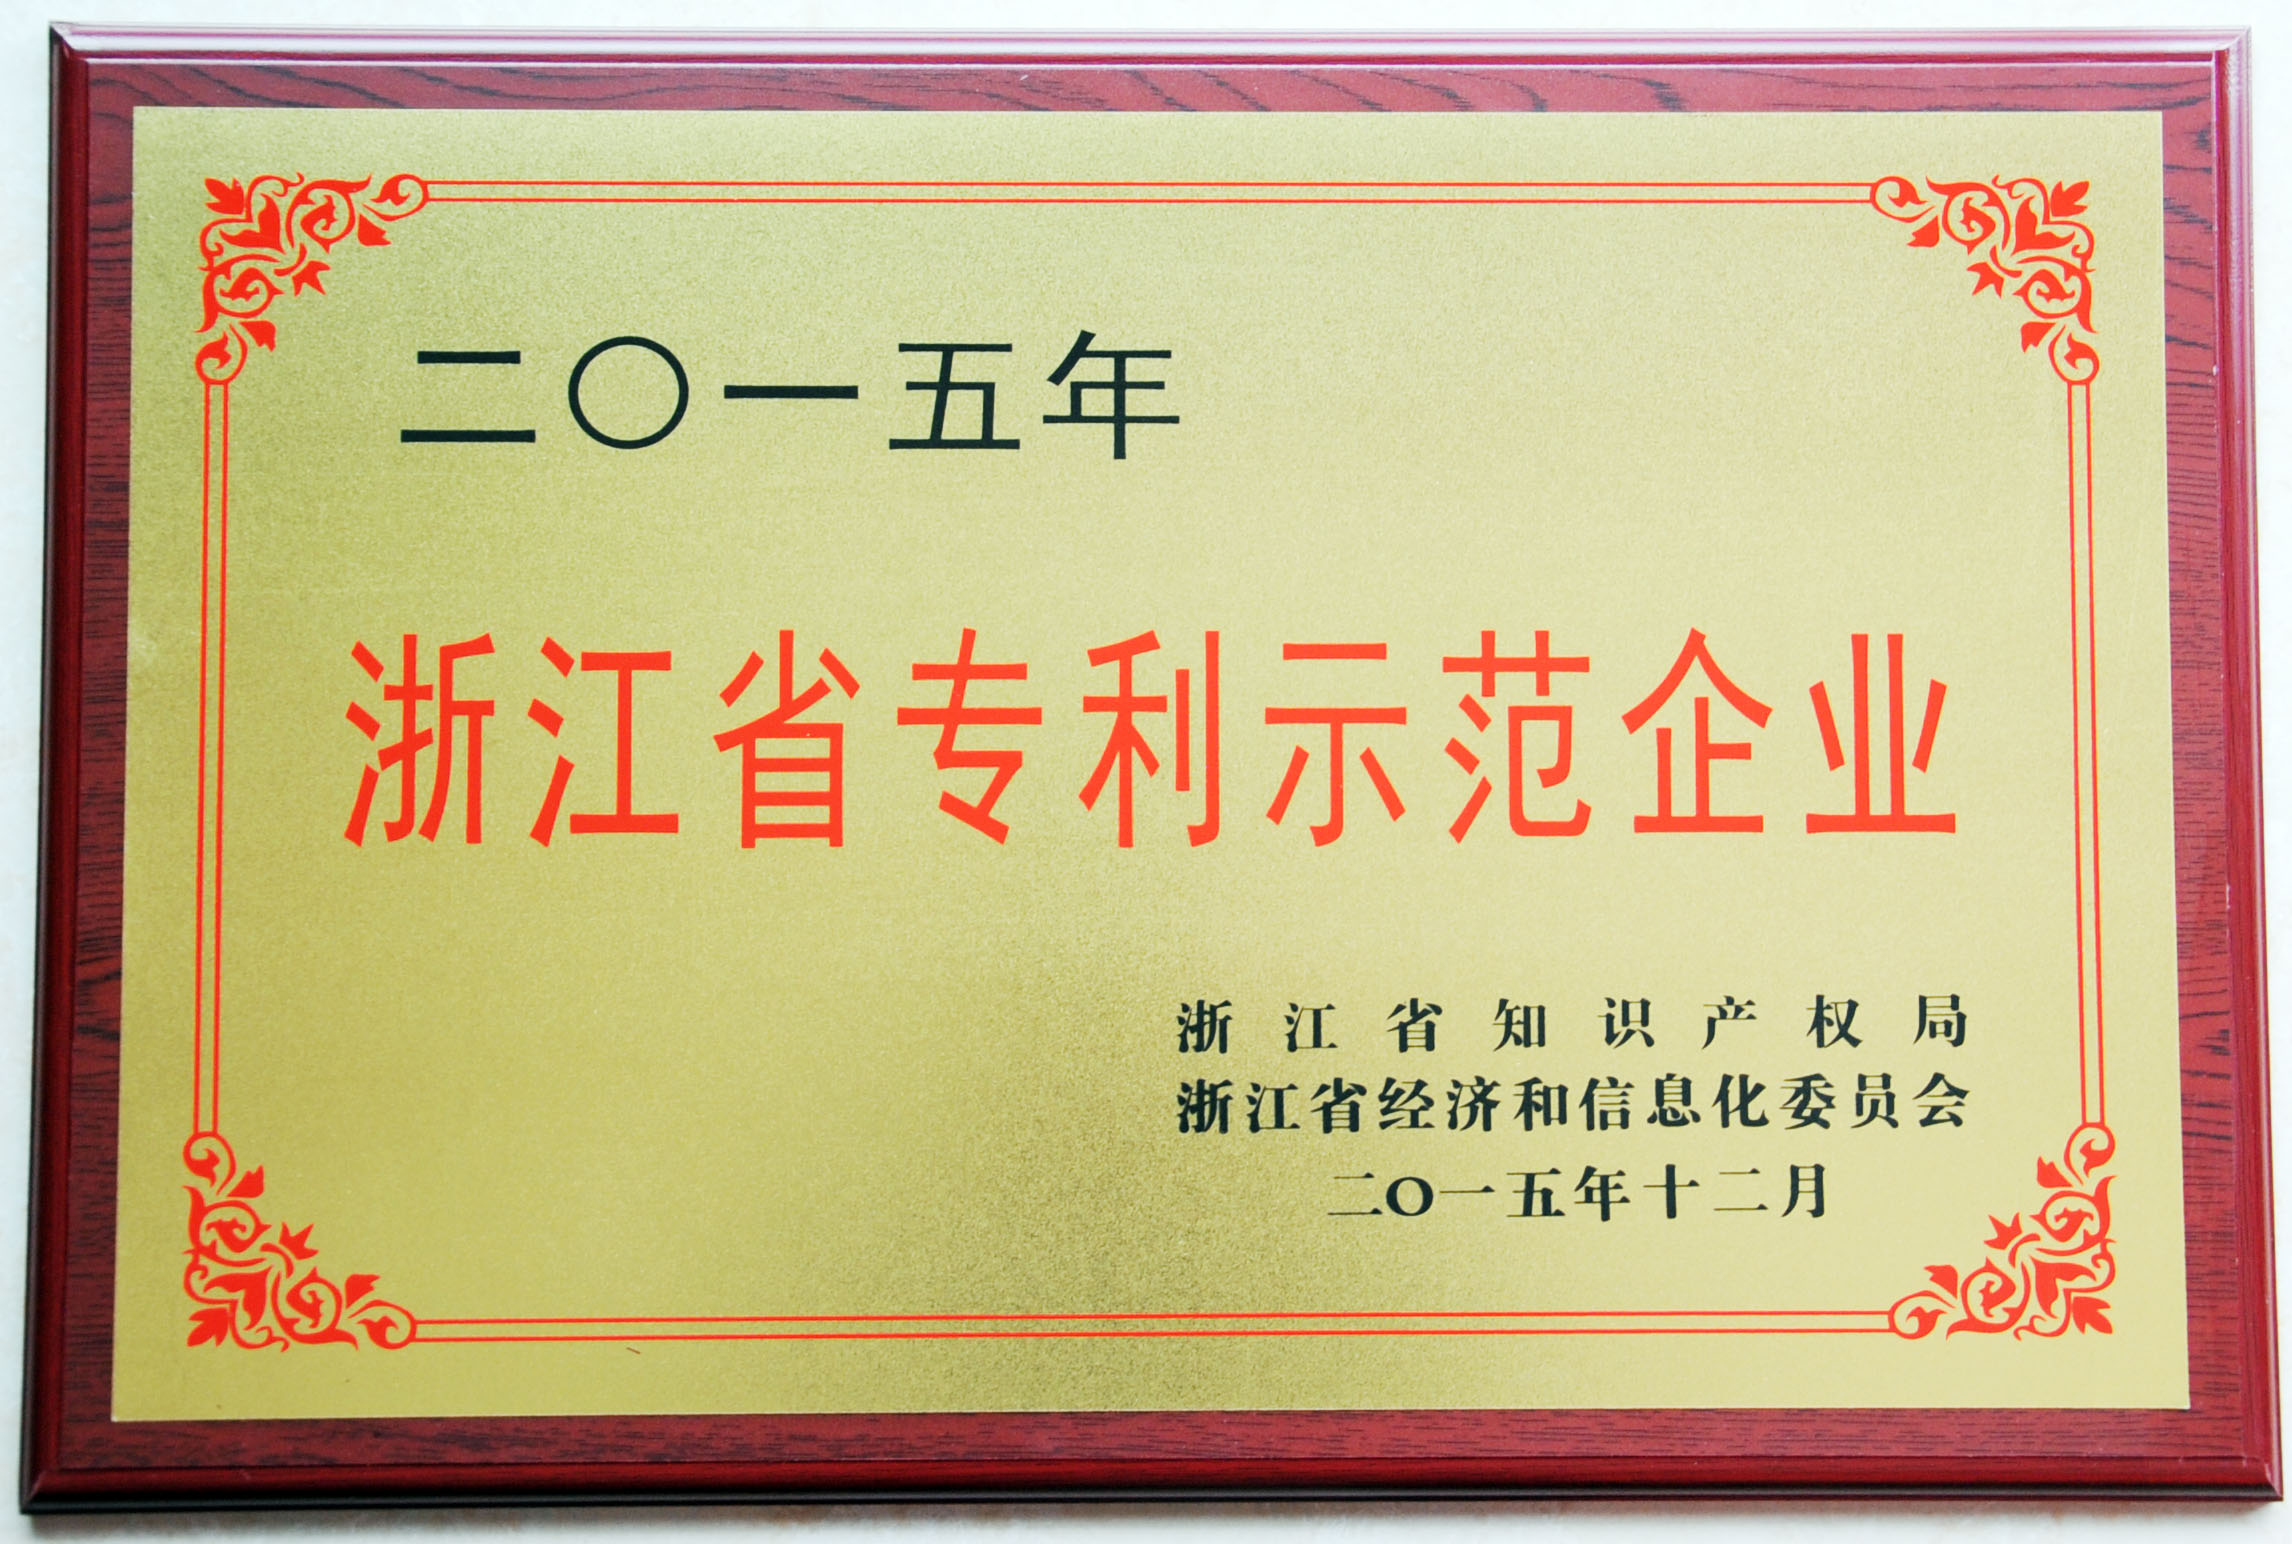 二〇一五年
浙江省专利示范企业
浙江省知识产权局
浙江省经济和信息化委员会
二〇一五年十二月